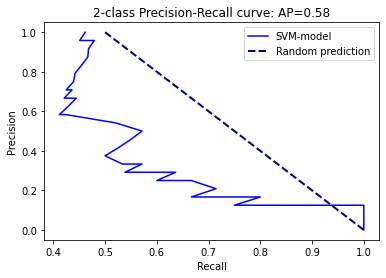 2-class Precision-Recall curve: AP=0.58
SVM-model
Random prediction
1.0
0.8
0.6
0.4
0.2
0.0
Precision
0.4 0.5 0.6 0.7 0.8 0.9 1.0
Recall